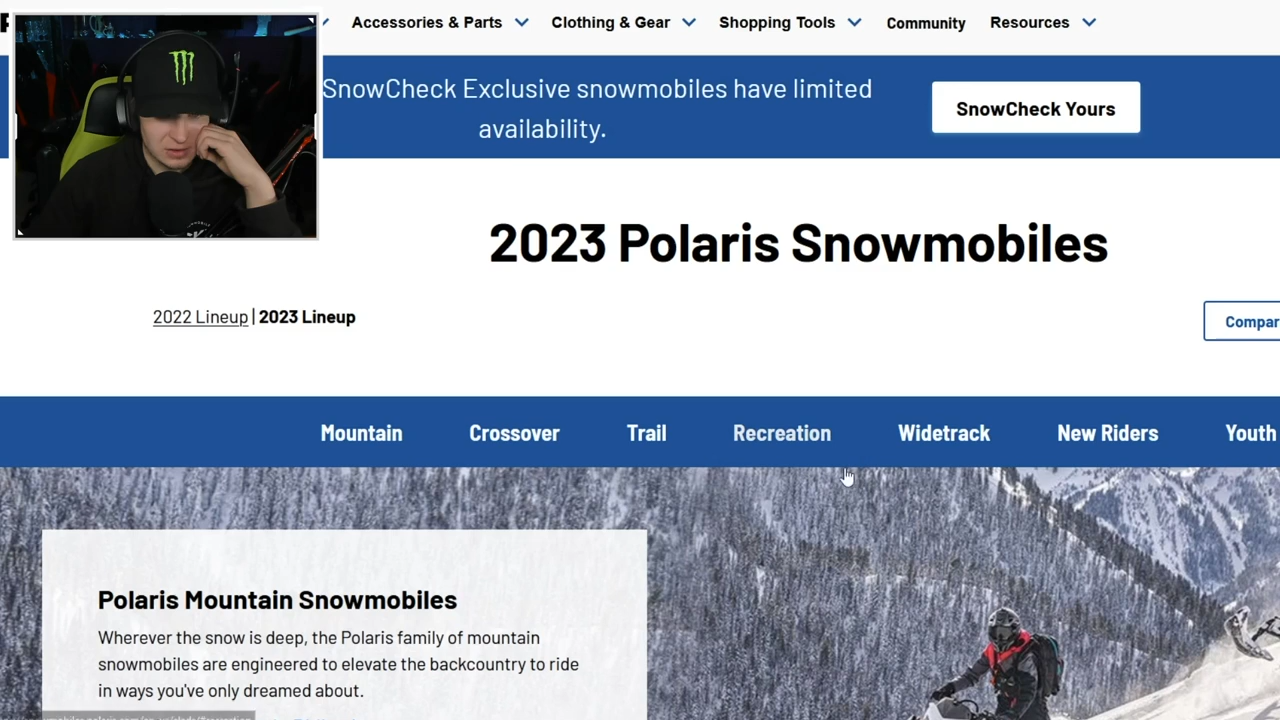 Accessories & Parts
Clothing & Gear
Shopping Tools
Community
Resources
SnowCheck Exclusive snowmobiles have limited
availability.
SnowCheck Yours
2023 Polaris Snowmobiles
2022 Lineup | 2023 Lineup
Compar
Mountain
Crossover
Trail
Recreation
Widetrack
New Riders
Youth
Polaris Mountain Snowmobiles
Wherever the snow is deep, the Polaris family of mountain
snowmobiles are engineered to elevate the backcountry to ride
in ways you've only dreamed about.